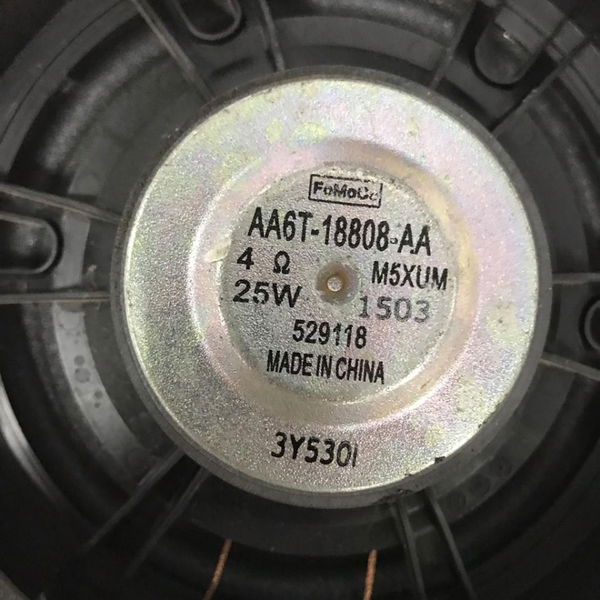 FoMoCo
AA6T-18808-AA
4 Ω M5XUM
25W 1503
529118
MADE IN CHINA
3Y530I